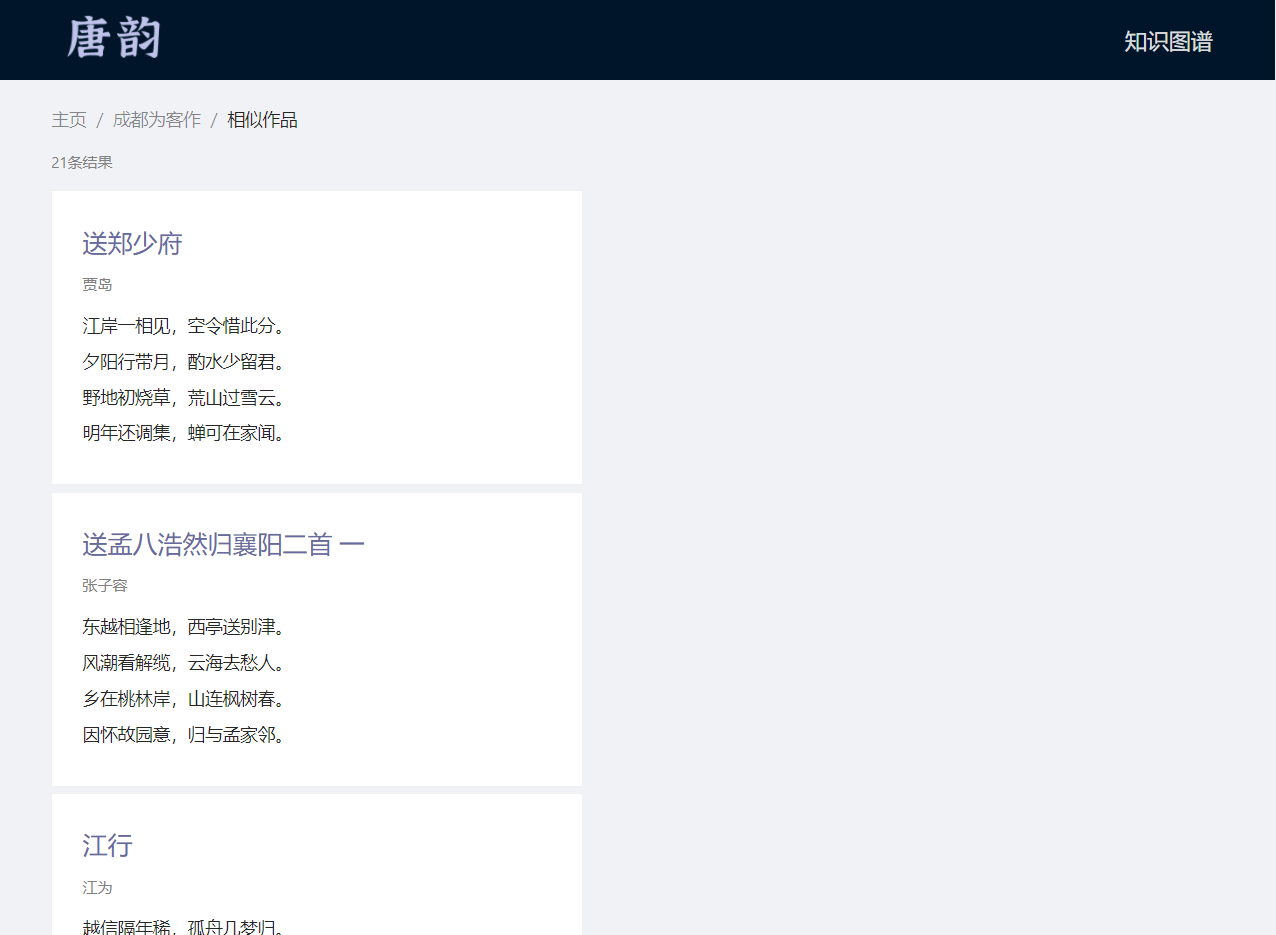 唐韵
知识图谱
主页 / 成都为客作 / 相似作品
21条结果
送郑少府
贾岛
江岸一相见，空令惜此分。
夕阳行带月，酌水少留君。
野地初烧草，荒山过雪云。
明年还调集，蝉可在家闻。
送孟八浩然归襄阳二首 一
张子容
东越相逢地，西亭送别津。
风潮看解缆，云海去愁人。
乡在桃林岸，山连枫树春。
因怀故园意，归与孟家邻。
江行
江为
越信隔年稀，孤舟几梦归。